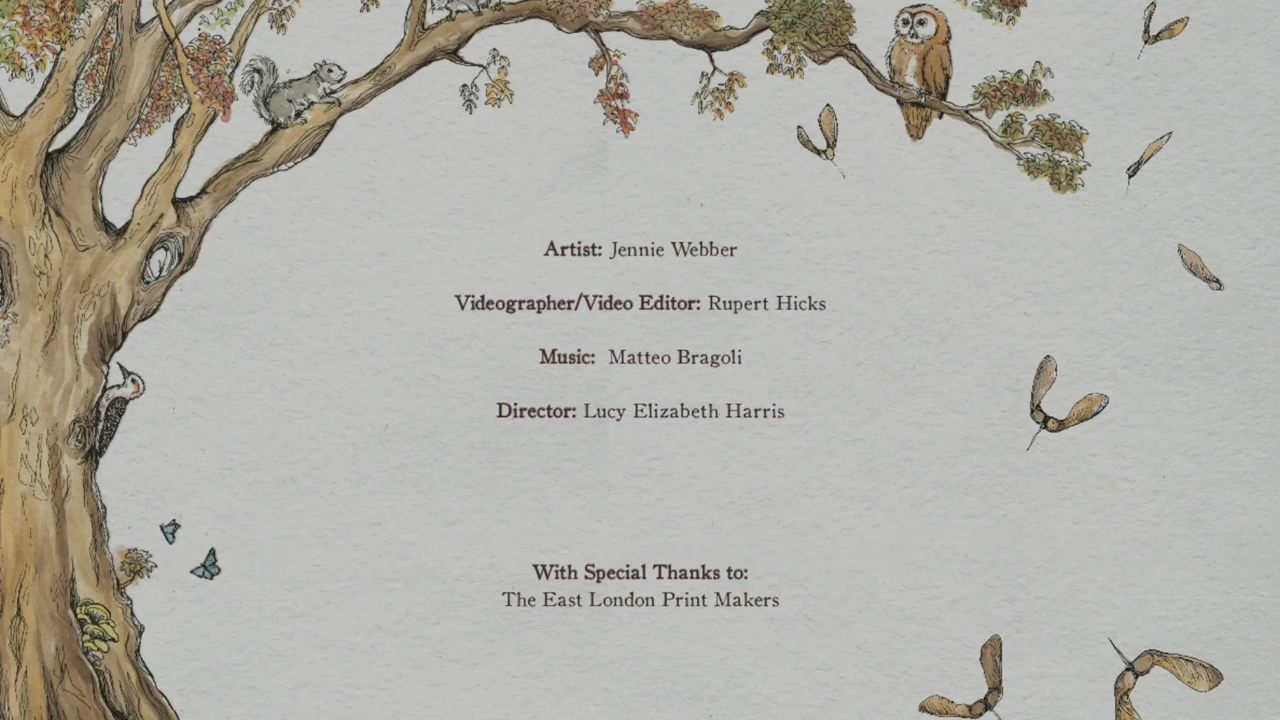 Artist: Jennie Webber
Videographer/Video Editor: Rupert Hicks
Music: Matteo Bragoli
Director: Lucy Elizabeth Harris
With Special Thanks to:
The East London Print Makers